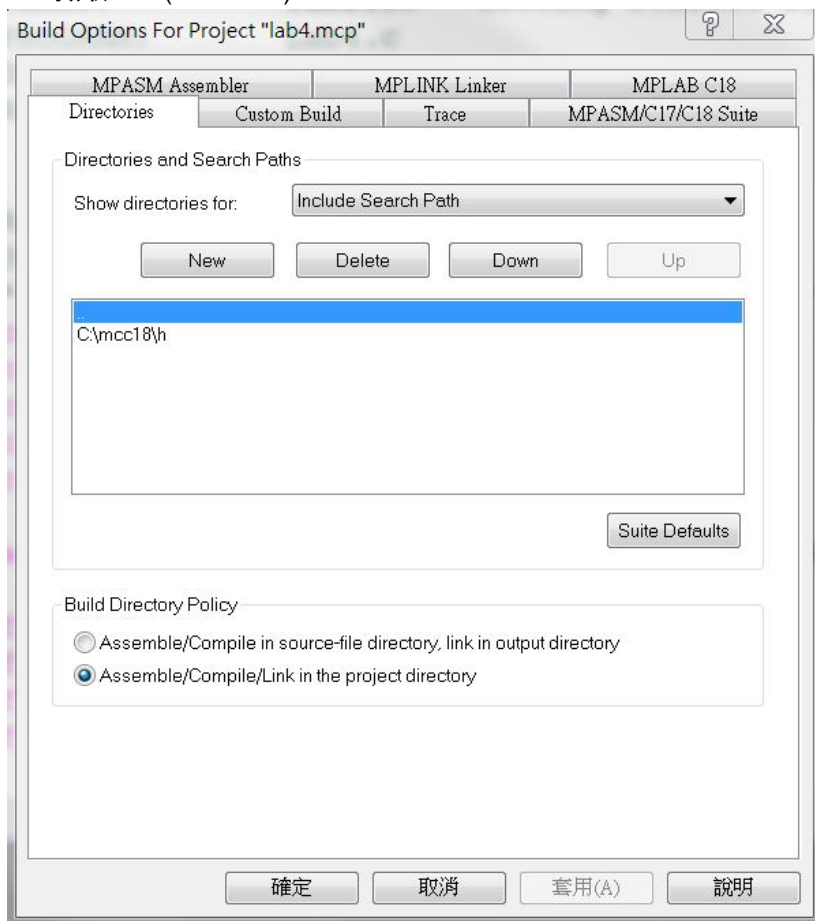 Build Options For Project "lab4.mcp"
MPASM Assembler MPLINK Linker MPLAB C18
Directories Custom Build Trace MPASM/C17/C18 Suite
Directories and Search Paths
Show directories for: Include Search Path
New Delete Down Up
..
C:\mcc18\h
Suite Defaults
Build Directory Policy
Assemble/Compile in source-file directory, link in output directory
Assemble/Compile/Link in the project directory
確定 取消 套用(A) 說明